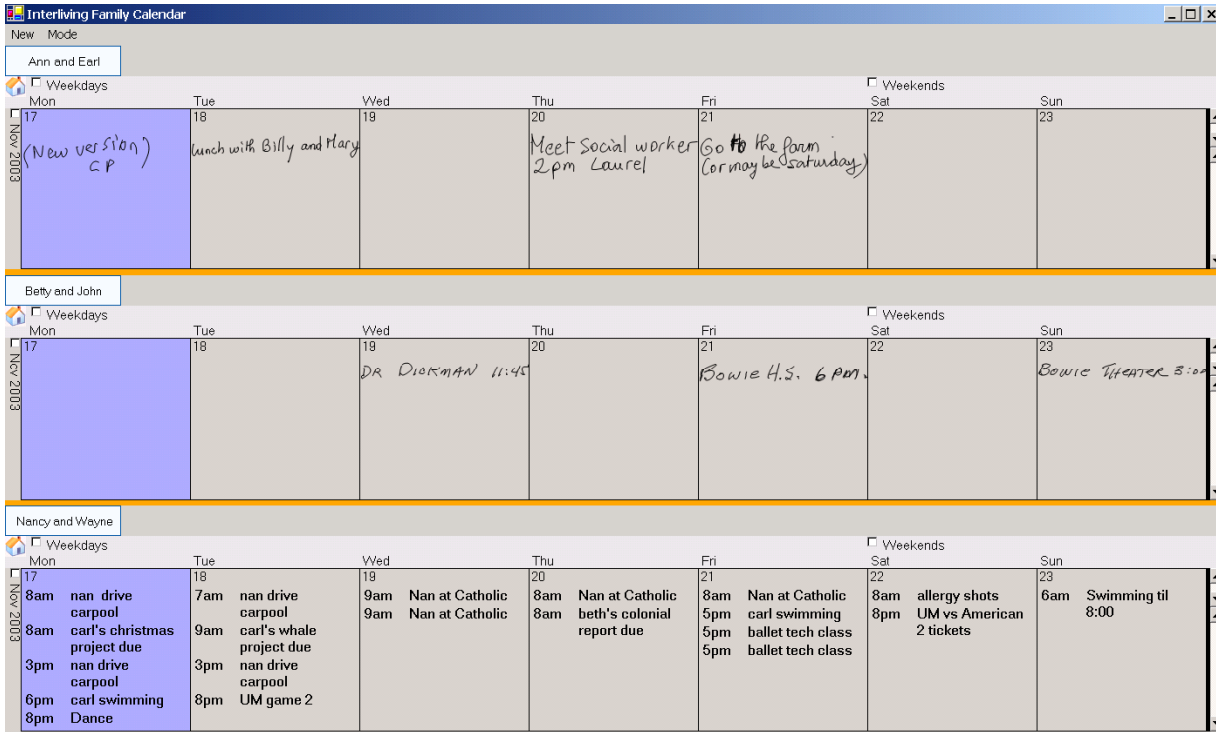 Interliving Family Calendar
New Mode
Ann and Earl
Weekdays Weekends
Mon Tue Wed Thu Fri Sat Sun
Nov 2003
17 18 19 20 21 22 23
(New version)
CP
lunch with Billy and Mary
Meet Social worker
2pm Laurel
Go to the farm
(or maybe saturday)
Betty and John
Weekdays Weekends
Mon Tue Wed Thu Fri Sat Sun
Nov 2003
17 18 19 20 21 22 23
DR DICKMAN 11:45
BOWIE H.S. 6 PM.
BOWIE THEATER 3:00
Nancy and Wayne
Weekdays Weekends
Mon Tue Wed Thu Fri Sat Sun
Nov 2003
17
8am nan drive
carpool
8am carl's christmas
project due
3pm nan drive
carpool
6pm carl swimming
8pm Dance
18
7am nan drive
carpool
9am carl's whale
project due
3pm nan drive
carpool
8pm UM game 2
19
9am Nan at Catholic
9am Nan at Catholic
20
8am Nan at Catholic
8am beth's colonial
report due
21
8am Nan at Catholic
5pm carl swimming
5pm ballet tech class
5pm ballet tech class
22
8am allergy shots
8pm UM vs American
2 tickets
23
6am Swimming til
8:00